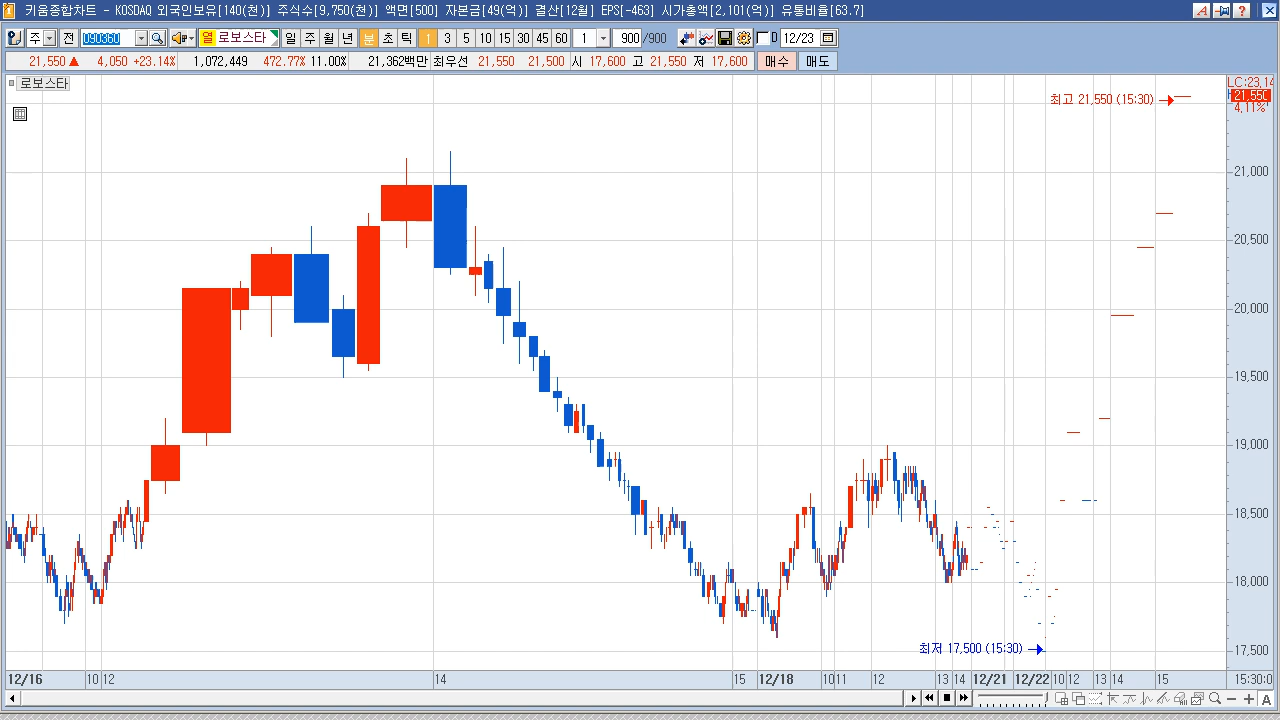 키움종합차트 - KOSDAQ 외국인보유[140(천)] 주식수[9,750(천)] 액면[500] 자본금[49(억)] 결산[12월] EPS[-463] 시가총액[2,101(억)] 유통비율[63.7]
주 전 090360 열 로보스타 일 주 월 년 분 초 틱 1 3 5 10 15 30 45 60 1 900 /900 D 12/23
21,550 ▲ 4,050 +23.14% 1,072,449 472.77% 11.00% 21,362백만 최우선 21,550 21,500 시 17,600 고 21,550 저 17,600 매수 매도
로보스타
LC:23,14
최고 21,550 (15:30)
21,550
4,11%
21,000
20,500
20,000
19,500
19,000
18,500
18,000
최저 17,500 (15:30)
17,500
12/16 10 12 14 15 12/18 10 11 12 13 14 12/21 12/22 10 12 13 14 15 15:30:0
A